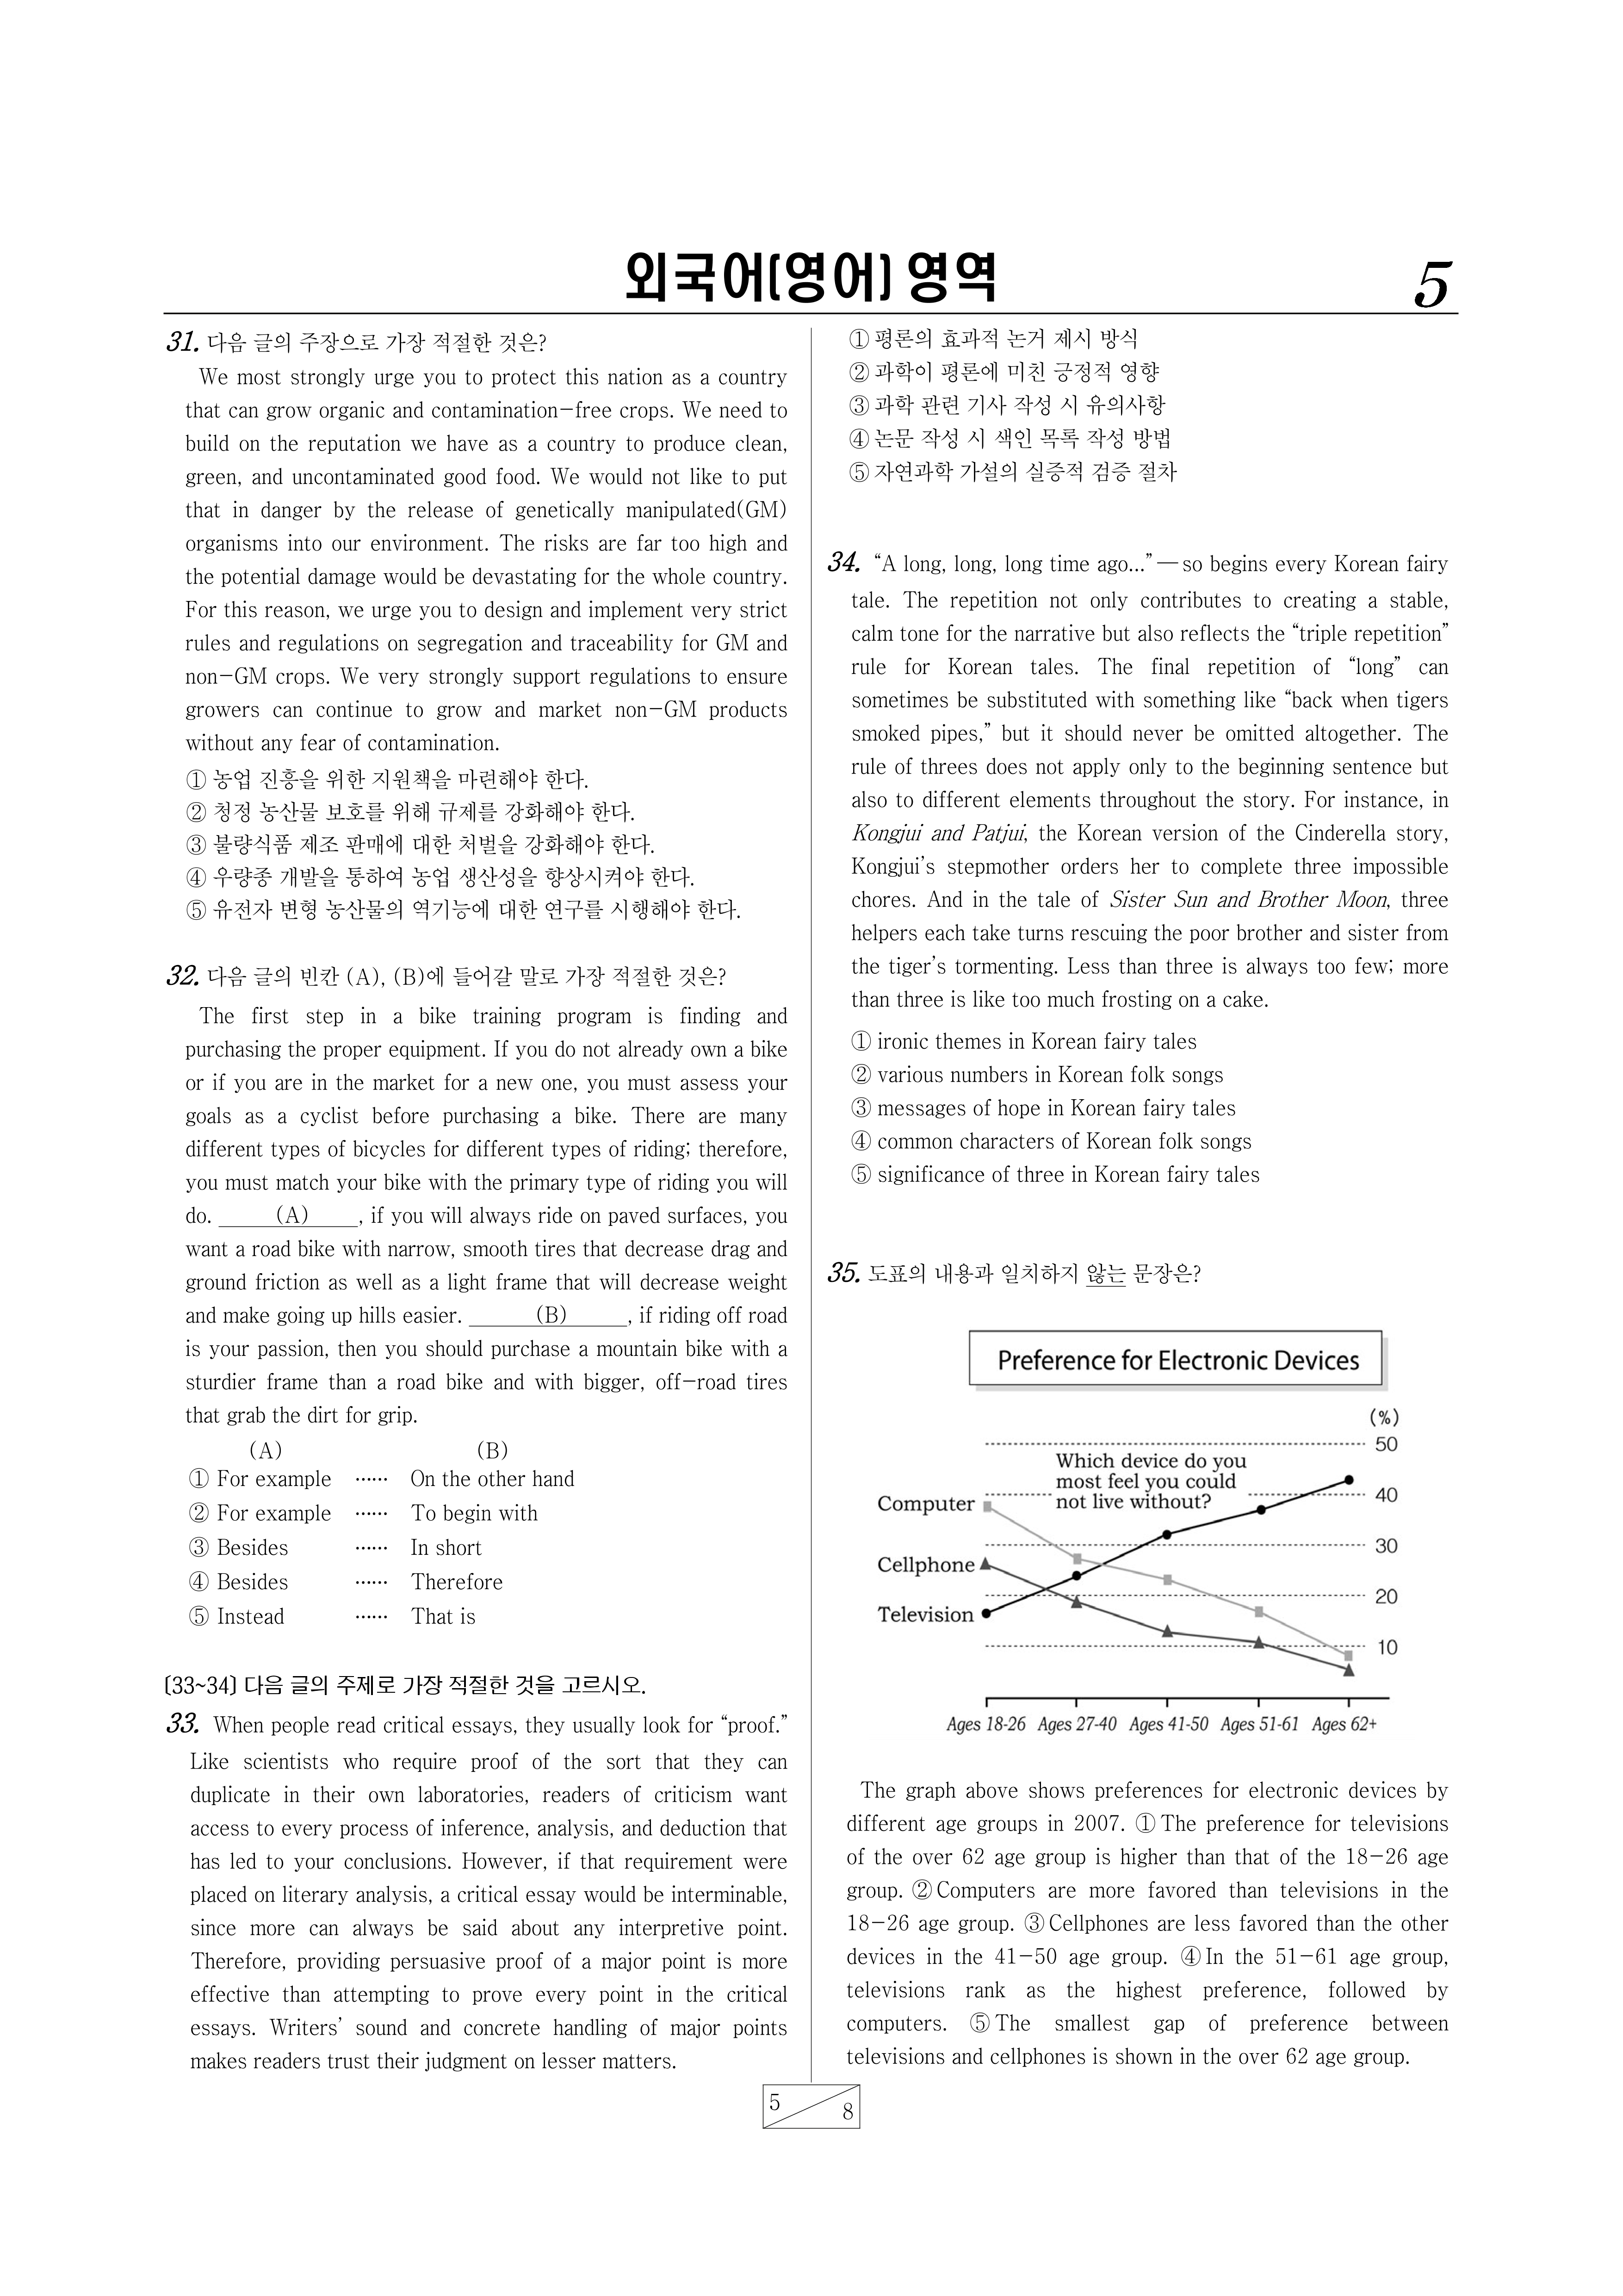 외국어(영어) 영역
5
31. 다음 글의 주장으로 가장 적절한 것은?
We most strongly urge you to protect this nation as a country
that can grow organic and contamination-free crops. We need to
build on the reputation we have as a country to produce clean,
green, and uncontaminated good food. We would not like to put
that in danger by the release of genetically manipulated(GM)
organisms into our environment. The risks are far too high and
the potential damage would be devastating for the whole country.
For this reason, we urge you to design and implement very strict
rules and regulations on segregation and traceability for GM and
non-GM crops. We very strongly support regulations to ensure
growers can continue to grow and market non-GM products
without any fear of contamination.
① 농업 진흥을 위한 지원책을 마련해야 한다.
② 청정 농산물 보호를 위해 규제를 강화해야 한다.
③ 불량식품 제조 판매에 대한 처벌을 강화해야 한다.
④ 우량종 개발을 통하여 농업 생산성을 향상시켜야 한다.
⑤ 유전자 변형 농산물의 역기능에 대한 연구를 시행해야 한다.
32. 다음 글의 빈칸 (A), (B)에 들어갈 말로 가장 적절한 것은?
The first step in a bike training program is finding and
purchasing the proper equipment. If you do not already own a bike
or if you are in the market for a new one, you must assess your
goals as a cyclist before purchasing a bike. There are many
different types of bicycles for different types of riding; therefore,
you must match your bike with the primary type of riding you will
do. (A) , if you will always ride on paved surfaces, you
want a road bike with narrow, smooth tires that decrease drag and
ground friction as well as a light frame that will decrease weight
and make going up hills easier. (B) , if riding off road
is your passion, then you should purchase a mountain bike with a
sturdier frame than a road bike and with bigger, off-road tires
that grab the dirt for grip.
(A) (B)
① For example ······ On the other hand
② For example ······ To begin with
③ Besides ······ In short
④ Besides ······ Therefore
⑤ Instead ······ That is
[33~34] 다음 글의 주제로 가장 적절한 것을 고르시오.
33. When people read critical essays, they usually look for “proof.”
Like scientists who require proof of the sort that they can
duplicate in their own laboratories, readers of criticism want
access to every process of inference, analysis, and deduction that
has led to your conclusions. However, if that requirement were
placed on literary analysis, a critical essay would be interminable,
since more can always be said about any interpretive point.
Therefore, providing persuasive proof of a major point is more
effective than attempting to prove every point in the critical
essays. Writers’ sound and concrete handling of major points
makes readers trust their judgment on lesser matters.
① 평론의 효과적 논거 제시 방식
② 과학이 평론에 미친 긍정적 영향
③ 과학 관련 기사 작성 시 유의사항
④ 논문 작성 시 색인 목록 작성 방법
⑤ 자연과학 가설의 실증적 검증 절차
34. “A long, long, long time ago...” — so begins every Korean fairy
tale. The repetition not only contributes to creating a stable,
calm tone for the narrative but also reflects the “triple repetition”
rule for Korean tales. The final repetition of “long” can
sometimes be substituted with something like “back when tigers
smoked pipes,” but it should never be omitted altogether. The
rule of threes does not apply only to the beginning sentence but
also to different elements throughout the story. For instance, in
Kongjui and Patjui, the Korean version of the Cinderella story,
Kongjui’s stepmother orders her to complete three impossible
chores. And in the tale of Sister Sun and Brother Moon, three
helpers each take turns rescuing the poor brother and sister from
the tiger’s tormenting. Less than three is always too few; more
than three is like too much frosting on a cake.
① ironic themes in Korean fairy tales
② various numbers in Korean folk songs
③ messages of hope in Korean fairy tales
④ common characters of Korean folk songs
⑤ significance of three in Korean fairy tales
35. 도표의 내용과 일치하지 않는 문장은?
Preference for Electronic Devices
(%)
50
Which device do you
most feel you could
not live without?
40
Computer
30
Cellphone
20
Television
10
Ages 18-26 Ages 27-40 Ages 41-50 Ages 51-61 Ages 62+
The graph above shows preferences for electronic devices by
different age groups in 2007. ① The preference for televisions
of the over 62 age group is higher than that of the 18-26 age
group. ② Computers are more favored than televisions in the
18-26 age group. ③ Cellphones are less favored than the other
devices in the 41-50 age group. ④ In the 51-61 age group,
televisions rank as the highest preference, followed by
computers. ⑤ The smallest gap of preference between
televisions and cellphones is shown in the over 62 age group.
5
8